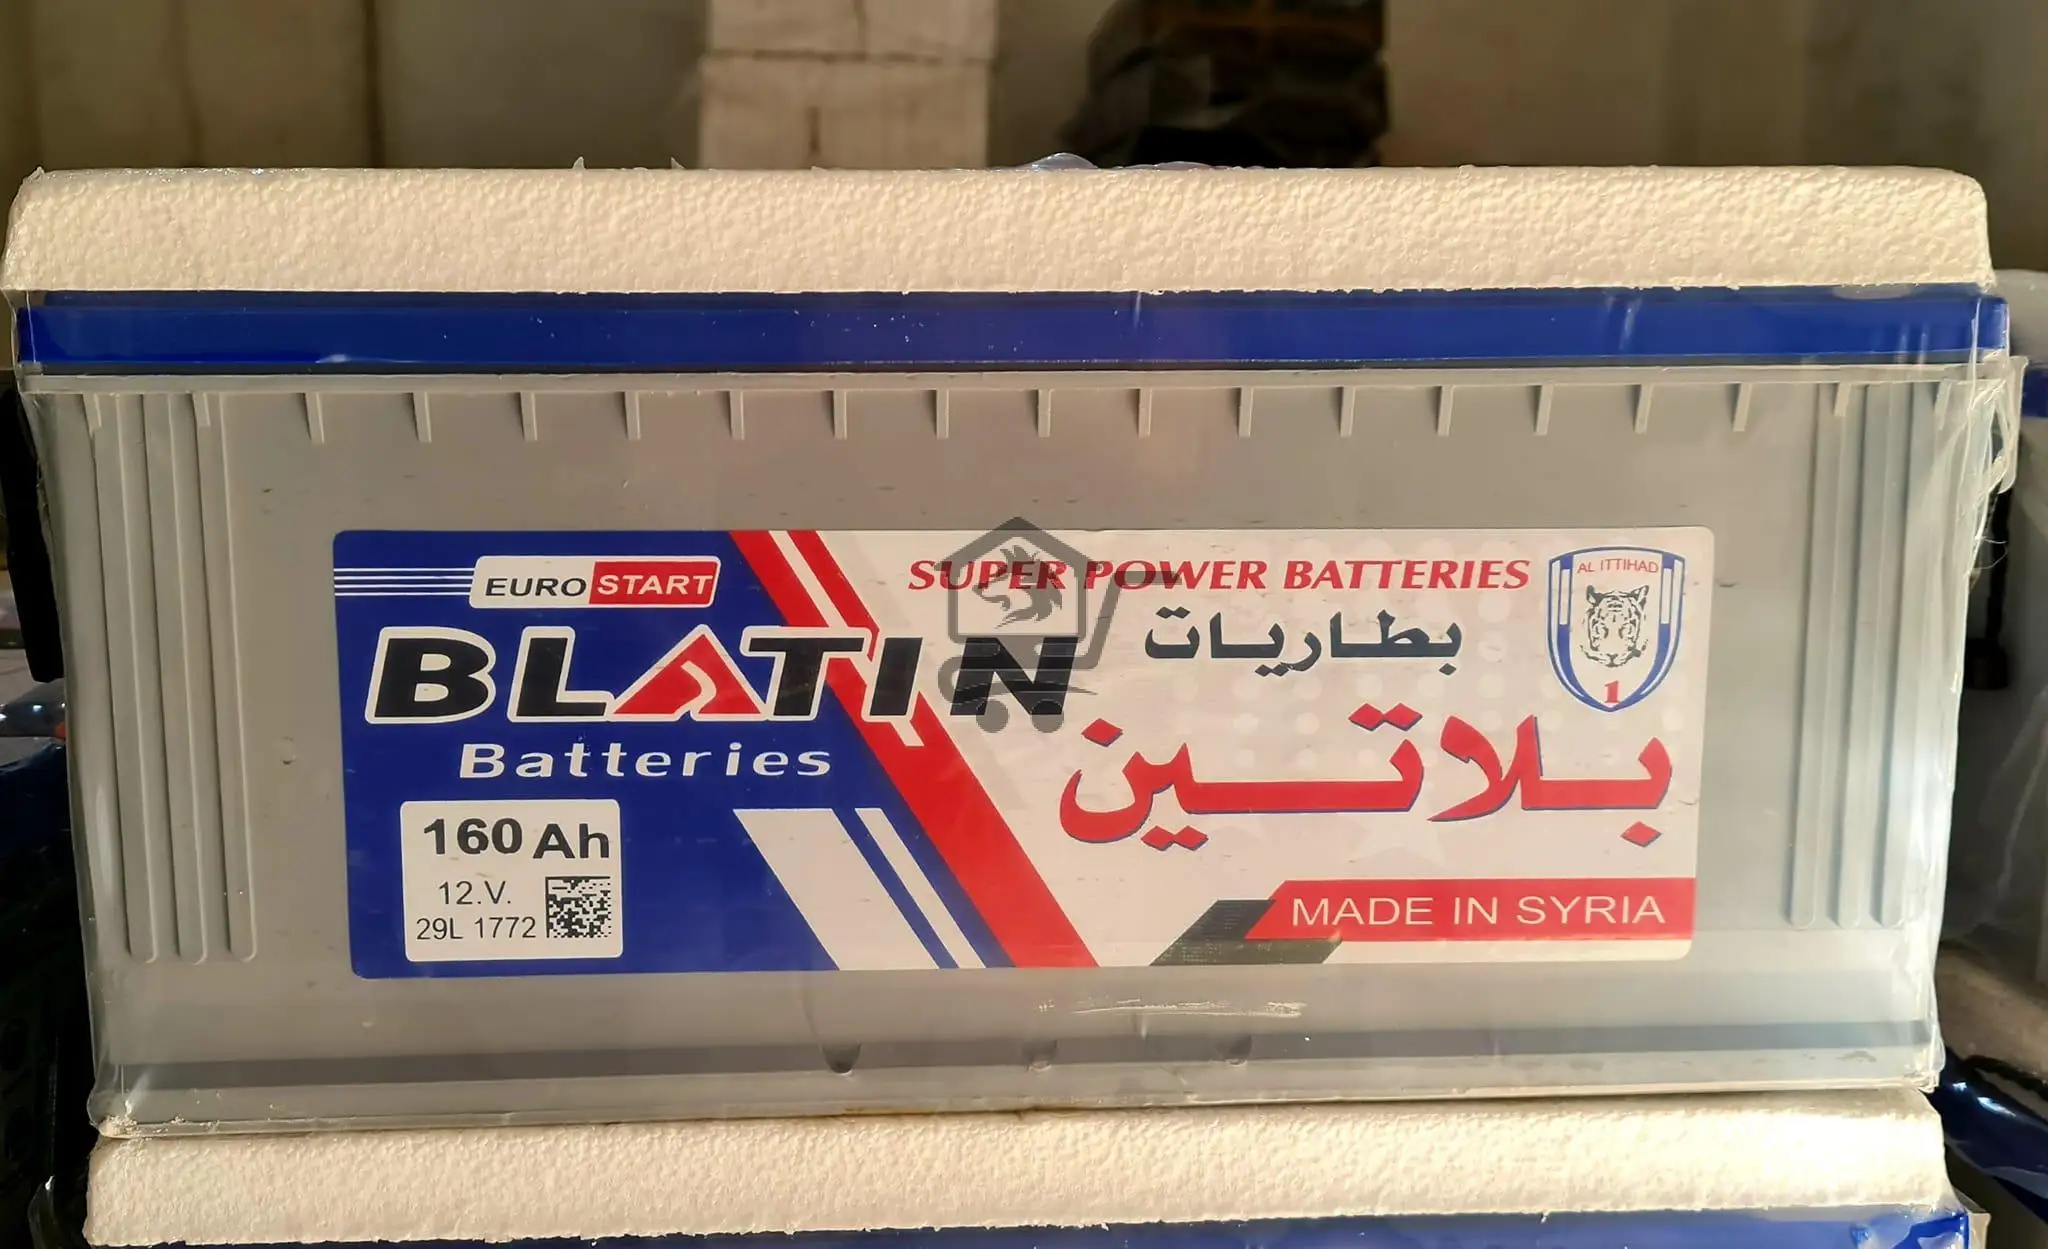 EURO START
BLATIN
Batteries
160 Ah
12.V.
29L 1772
SUPER POWER BATTERIES
بطاريات
بلاتين
AL ITTIHAD
1
MADE IN SYRIA